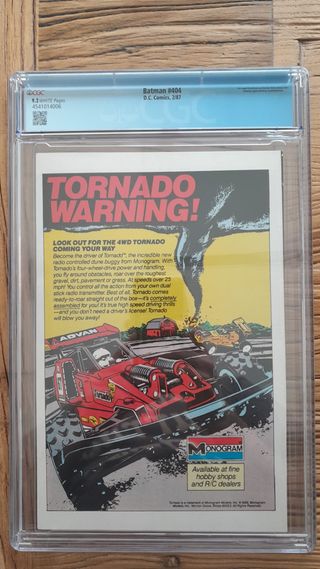 CGC
Batman #404
D.C. Comics, 2/87
9.2 WHITE Pages
4541014006
TORNADO
WARNING!
LOOK OUT FOR THE 4WD TORNADO
COMING YOUR WAY
Become the driver of Tornado™, the incredible new
radio controlled dune buggy from Monogram. With
Tornado's four-wheel-drive power and handling,
you fly around obstacles, roar over the roughest
gravel, dirt, pavement or grass. At speeds over 25
mph! You control all the action from your own dual
stick radio transmitter. Best of all, Tornado comes
ready-to-roar straight out of the box—it's completely
assembled for you! It's true high speed driving thrills
—and you don't need a driver's license! Tornado
will blow you away!
ADVAN
MONOGRAM
Available at fine
hobby shops
and R/C dealers